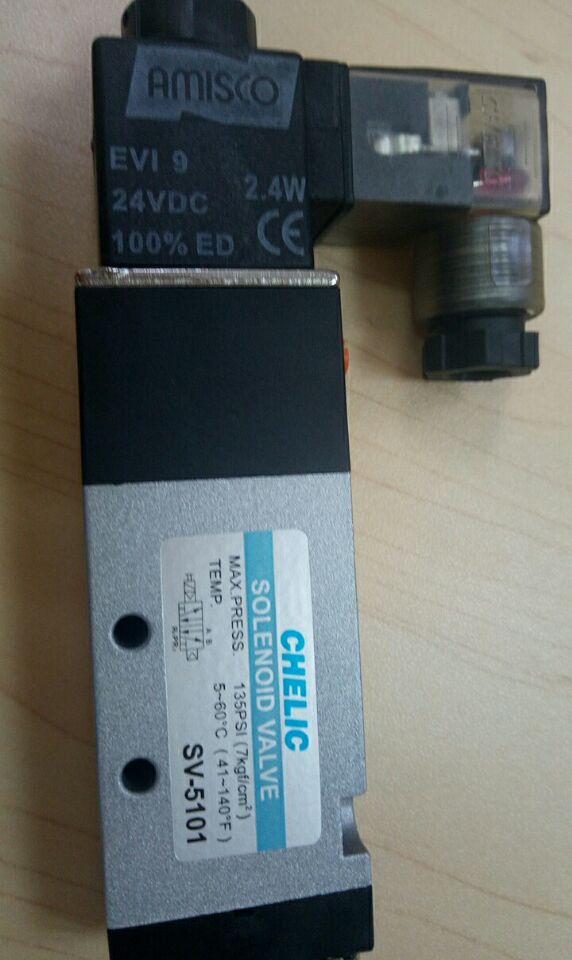 AMISCO
EVI 9
24VDC 2.4W
100% ED CE
CHELIC
SOLENOID VALVE
MAX.PRESS. 135PSI (7kgf/cm²)
TEMP. 5~60°C ( 41~140°F )
A B
SV-5101